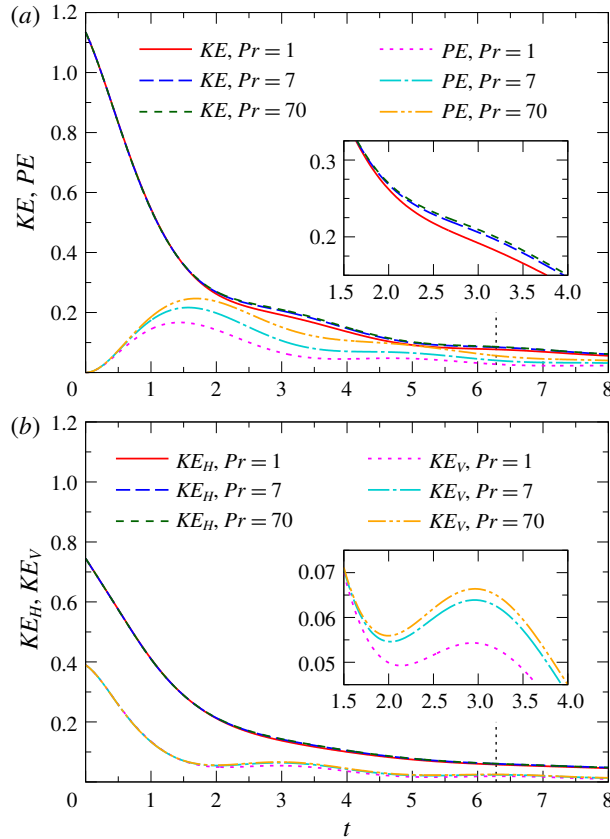 (a)
1.2
1.0
0.8
0.6
0.4
0.2
0
KE, PE
KE, Pr = 1
KE, Pr = 7
KE, Pr = 70
PE, Pr = 1
PE, Pr = 7
PE, Pr = 70
0.3
0.2
1.5 2.0 2.5 3.0 3.5 4.0
1 2 3 4 5 6 7 8
(b)
1.2
1.0
0.8
0.6
0.4
0.2
0
KE_H, KE_V
KE_H, Pr = 1
KE_H, Pr = 7
KE_H, Pr = 70
KE_V, Pr = 1
KE_V, Pr = 7
KE_V, Pr = 70
0.07
0.06
0.05
1.5 2.0 2.5 3.0 3.5 4.0
1 2 3 4 5 6 7 8
t